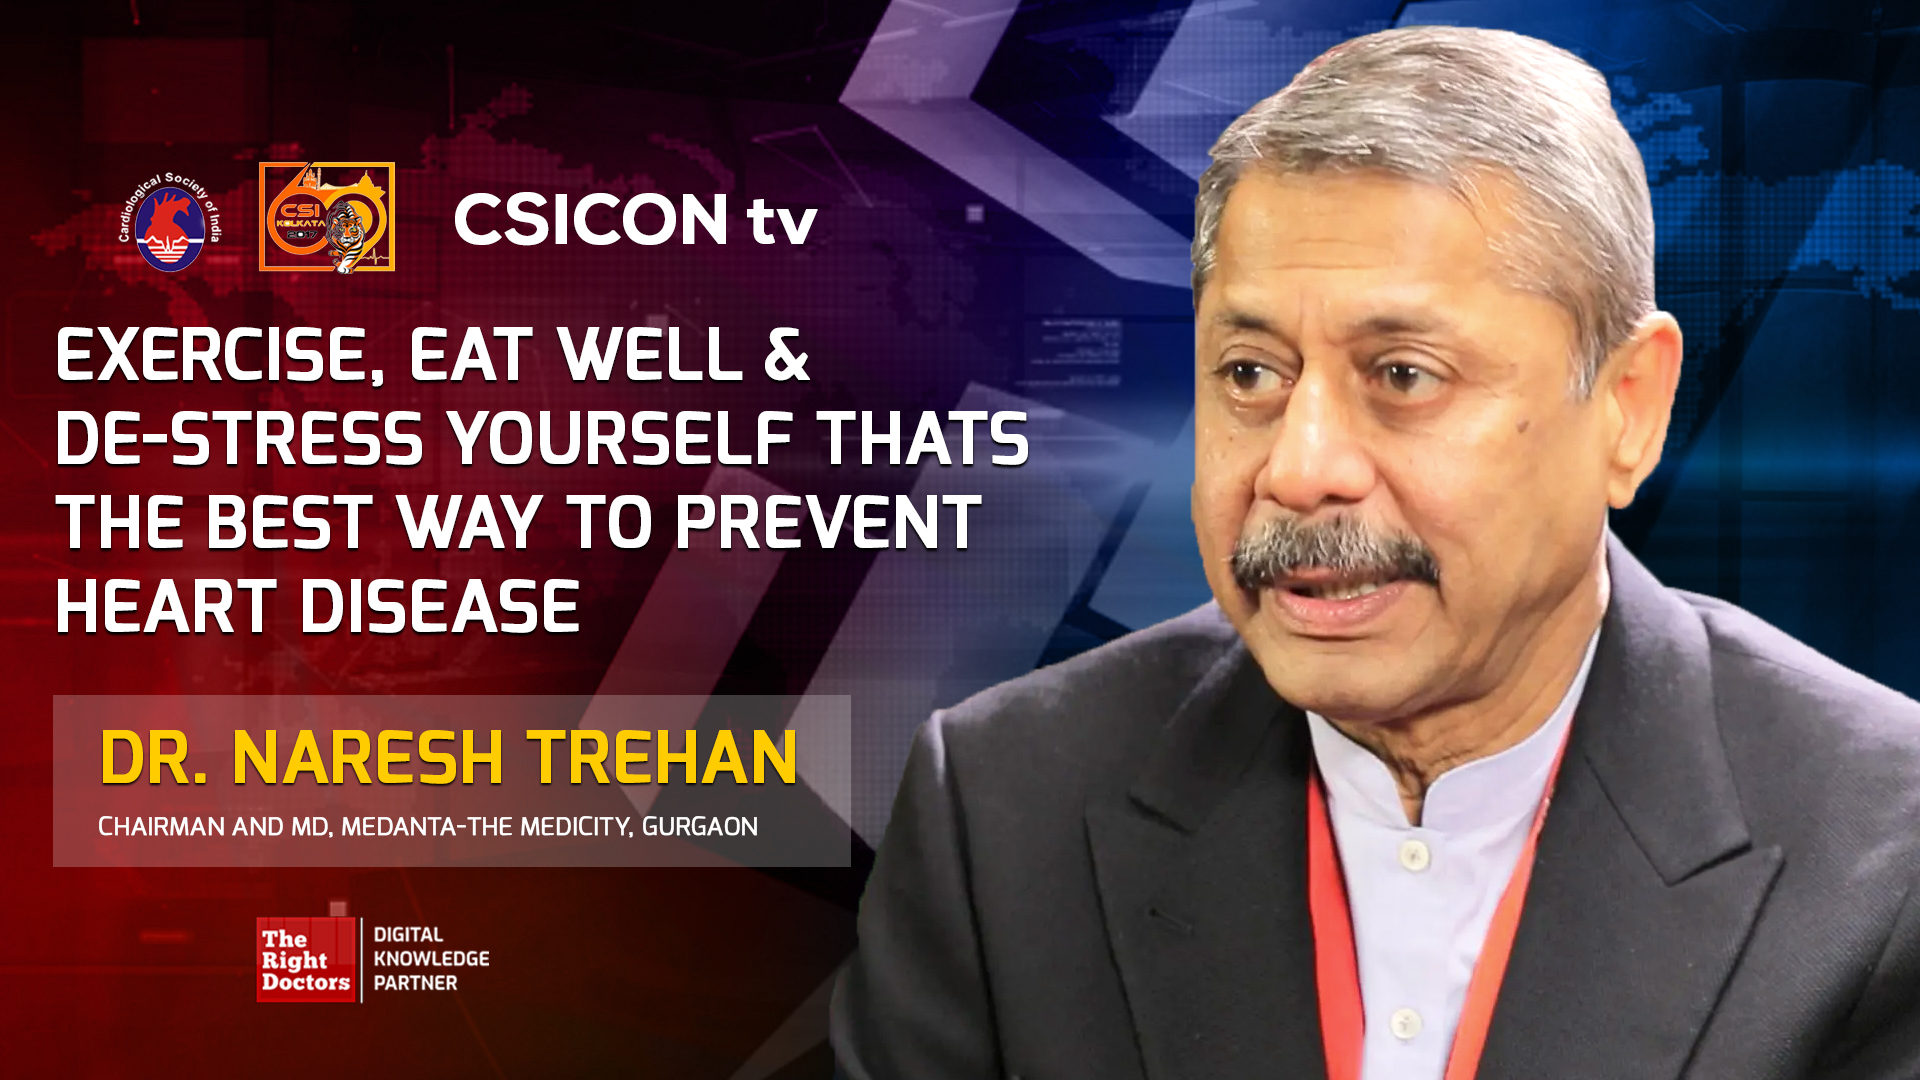 Cardiological Society of India
CSI
KOLKATA
2017
CSICON tv
EXERCISE, EAT WELL &
DE-STRESS YOURSELF THATS
THE BEST WAY TO PREVENT
HEART DISEASE
DR. NARESH TREHAN
CHAIRMAN AND MD, MEDANTA-THE MEDICITY, GURGAON
The
Right
Doctors
DIGITAL
KNOWLEDGE
PARTNER